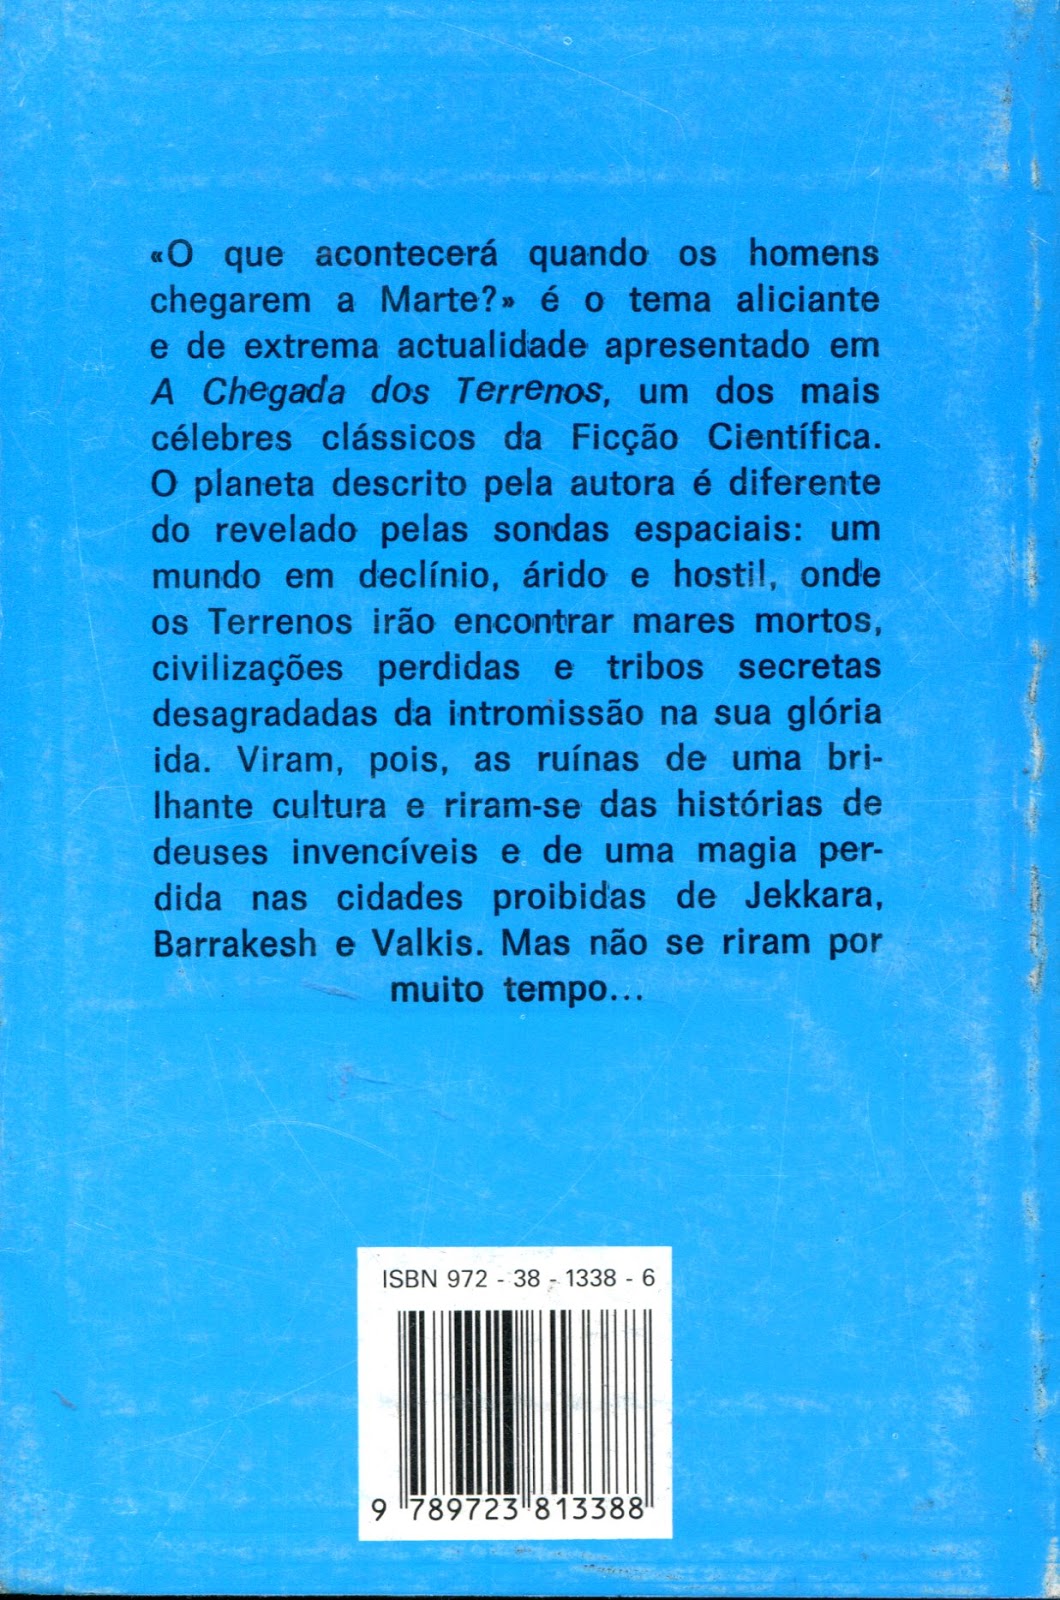 «O que acontecerá quando os homens
chegarem a Marte?» é o tema aliciante
e de extrema actualidade apresentado em
A Chegada dos Terrenos, um dos mais
célebres clássicos da Ficção Científica.
O planeta descrito pela autora é diferente
do revelado pelas sondas espaciais: um
mundo em declínio, árido e hostil, onde
os Terrenos irão encontrar mares mortos,
civilizações perdidas e tribos secretas
desagradadas da intromissão na sua glória
ida. Viram, pois, as ruínas de uma bri-
lhante cultura e riram-se das histórias de
deuses invencíveis e de uma magia per-
dida nas cidades proibidas de Jekkara,
Barrakesh e Valkis. Mas não se riram por
muito tempo...
ISBN 972 - 38 - 1338 - 6
9 789723 813388